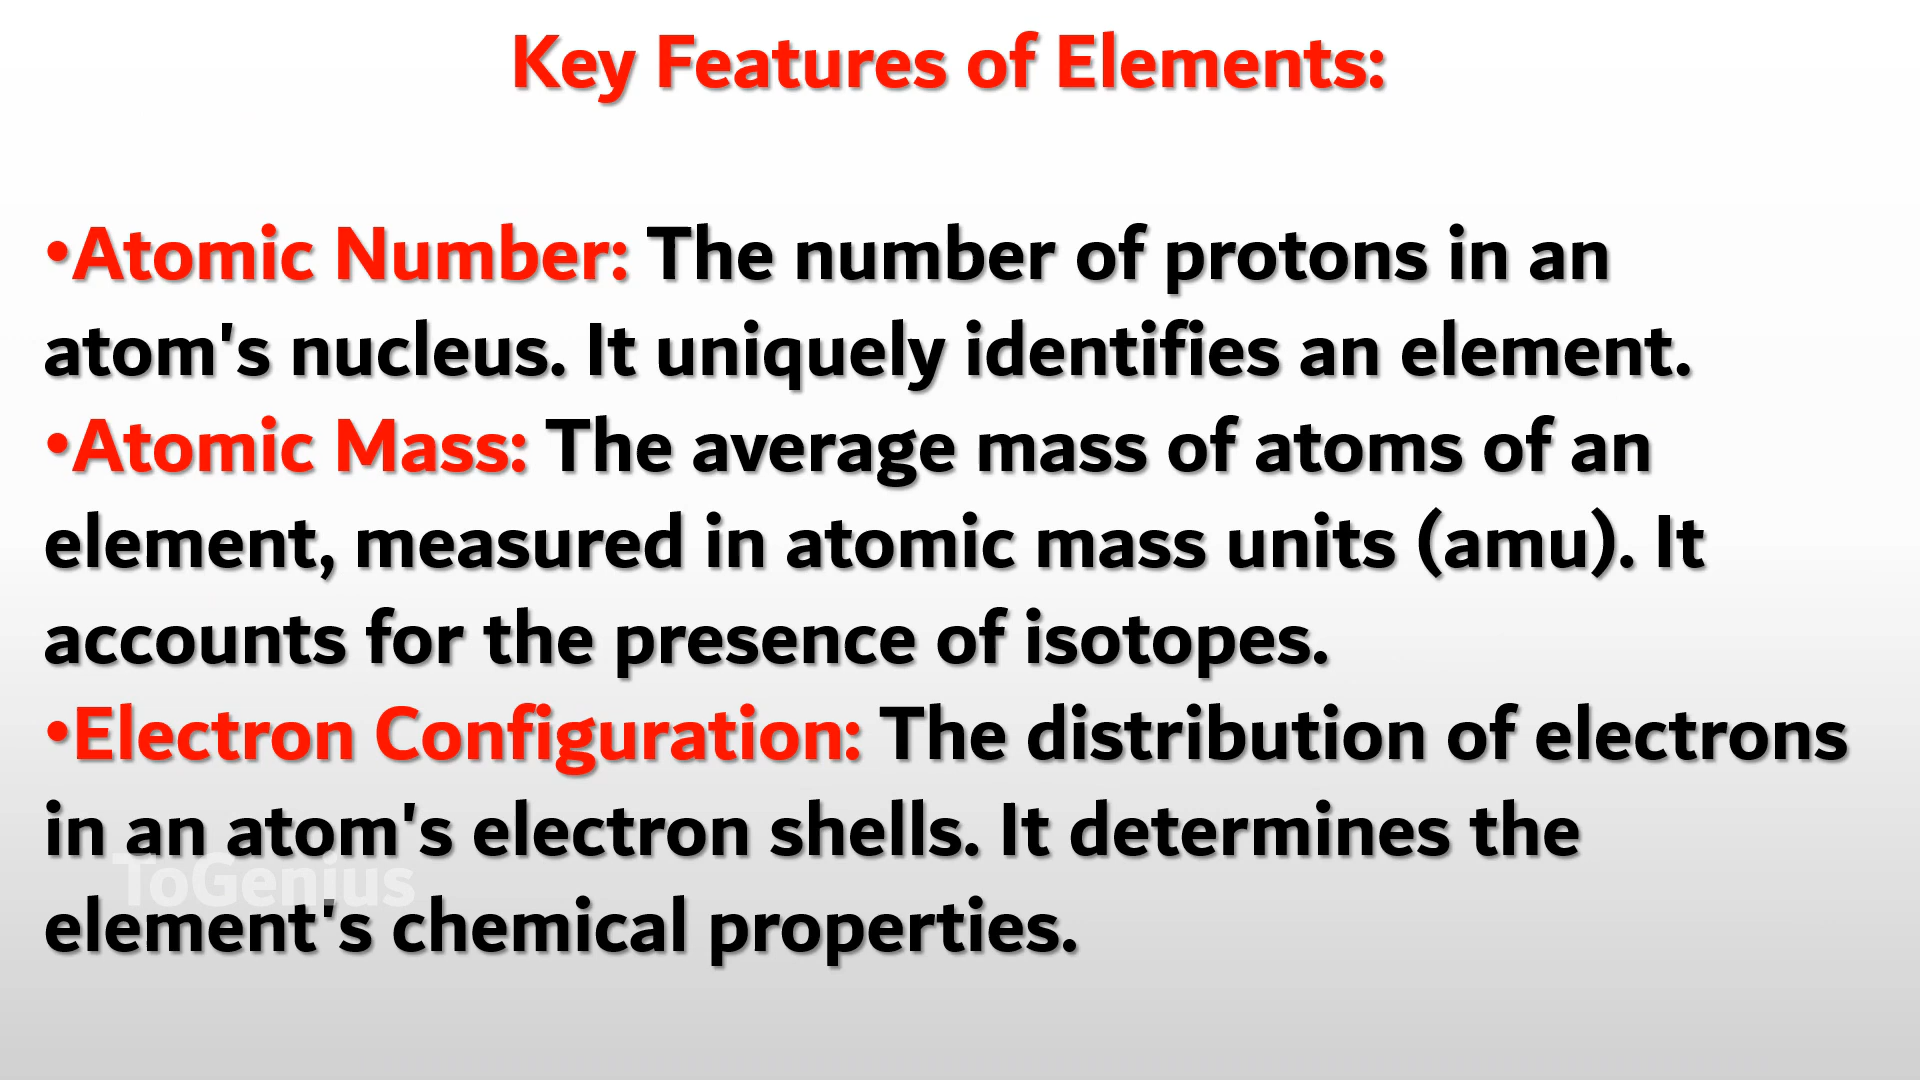 Key Features of Elements:
•Atomic Number: The number of protons in an
atom's nucleus. It uniquely identifies an element.
•Atomic Mass: The average mass of atoms of an
element, measured in atomic mass units (amu). It
accounts for the presence of isotopes.
•Electron Configuration: The distribution of electrons
in an atom's electron shells. It determines the
ToGenius
element's chemical properties.